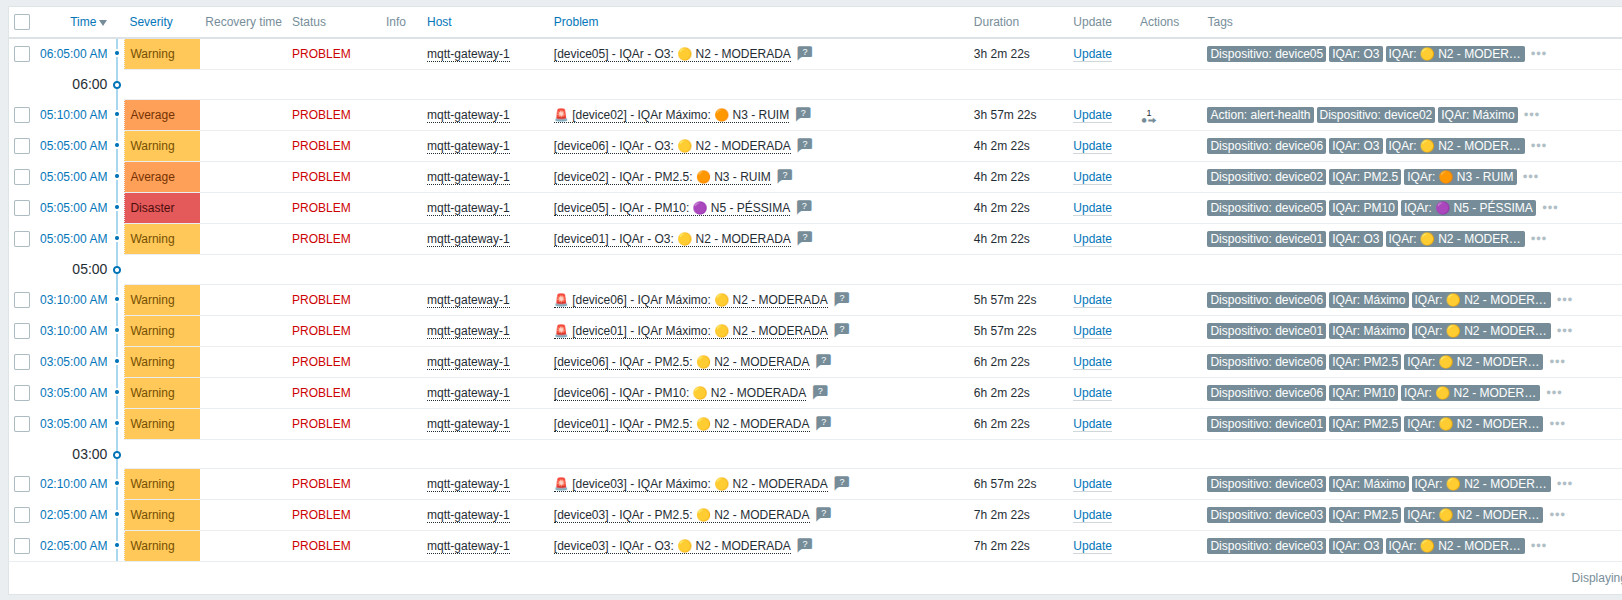 Time Severity Recovery time Status Info Host Problem Duration Update Actions Tags
06:05:00 AM Warning PROBLEM mqtt-gateway-1 [device05] - IQAr - O3: 🟡 N2 - MODERADA ? 3h 2m 22s Update Dispositivo: device05 IQAr: O3 IQAr: 🟡 N2 - MODER… •••
06:00
05:10:00 AM Average PROBLEM mqtt-gateway-1 🚨 [device02] - IQAr Máximo: 🟠 N3 - RUIM ? 3h 57m 22s Update 1 Action: alert-health Dispositivo: device02 IQAr: Máximo •••
05:05:00 AM Warning PROBLEM mqtt-gateway-1 [device06] - IQAr - O3: 🟡 N2 - MODERADA ? 4h 2m 22s Update Dispositivo: device06 IQAr: O3 IQAr: 🟡 N2 - MODER… •••
05:05:00 AM Average PROBLEM mqtt-gateway-1 [device02] - IQAr - PM2.5: 🟠 N3 - RUIM ? 4h 2m 22s Update Dispositivo: device02 IQAr: PM2.5 IQAr: 🟠 N3 - RUIM •••
05:05:00 AM Disaster PROBLEM mqtt-gateway-1 [device05] - IQAr - PM10: 🟣 N5 - PÉSSIMA ? 4h 2m 22s Update Dispositivo: device05 IQAr: PM10 IQAr: 🟣 N5 - PÉSSIMA •••
05:05:00 AM Warning PROBLEM mqtt-gateway-1 [device01] - IQAr - O3: 🟡 N2 - MODERADA ? 4h 2m 22s Update Dispositivo: device01 IQAr: O3 IQAr: 🟡 N2 - MODER… •••
05:00
03:10:00 AM Warning PROBLEM mqtt-gateway-1 🚨 [device06] - IQAr Máximo: 🟡 N2 - MODERADA ? 5h 57m 22s Update Dispositivo: device06 IQAr: Máximo IQAr: 🟡 N2 - MODER… •••
03:10:00 AM Warning PROBLEM mqtt-gateway-1 🚨 [device01] - IQAr Máximo: 🟡 N2 - MODERADA ? 5h 57m 22s Update Dispositivo: device01 IQAr: Máximo IQAr: 🟡 N2 - MODER… •••
03:05:00 AM Warning PROBLEM mqtt-gateway-1 [device06] - IQAr - PM2.5: 🟡 N2 - MODERADA ? 6h 2m 22s Update Dispositivo: device06 IQAr: PM2.5 IQAr: 🟡 N2 - MODER… •••
03:05:00 AM Warning PROBLEM mqtt-gateway-1 [device06] - IQAr - PM10: 🟡 N2 - MODERADA ? 6h 2m 22s Update Dispositivo: device06 IQAr: PM10 IQAr: 🟡 N2 - MODER… •••
03:05:00 AM Warning PROBLEM mqtt-gateway-1 [device01] - IQAr - PM2.5: 🟡 N2 - MODERADA ? 6h 2m 22s Update Dispositivo: device01 IQAr: PM2.5 IQAr: 🟡 N2 - MODER… •••
03:00
02:10:00 AM Warning PROBLEM mqtt-gateway-1 🚨 [device03] - IQAr Máximo: 🟡 N2 - MODERADA ? 6h 57m 22s Update Dispositivo: device03 IQAr: Máximo IQAr: 🟡 N2 - MODER… •••
02:05:00 AM Warning PROBLEM mqtt-gateway-1 [device03] - IQAr - PM2.5: 🟡 N2 - MODERADA ? 7h 2m 22s Update Dispositivo: device03 IQAr: PM2.5 IQAr: 🟡 N2 - MODER… •••
02:05:00 AM Warning PROBLEM mqtt-gateway-1 [device03] - IQAr - O3: 🟡 N2 - MODERADA ? 7h 2m 22s Update Dispositivo: device03 IQAr: O3 IQAr: 🟡 N2 - MODER… •••
Displaying